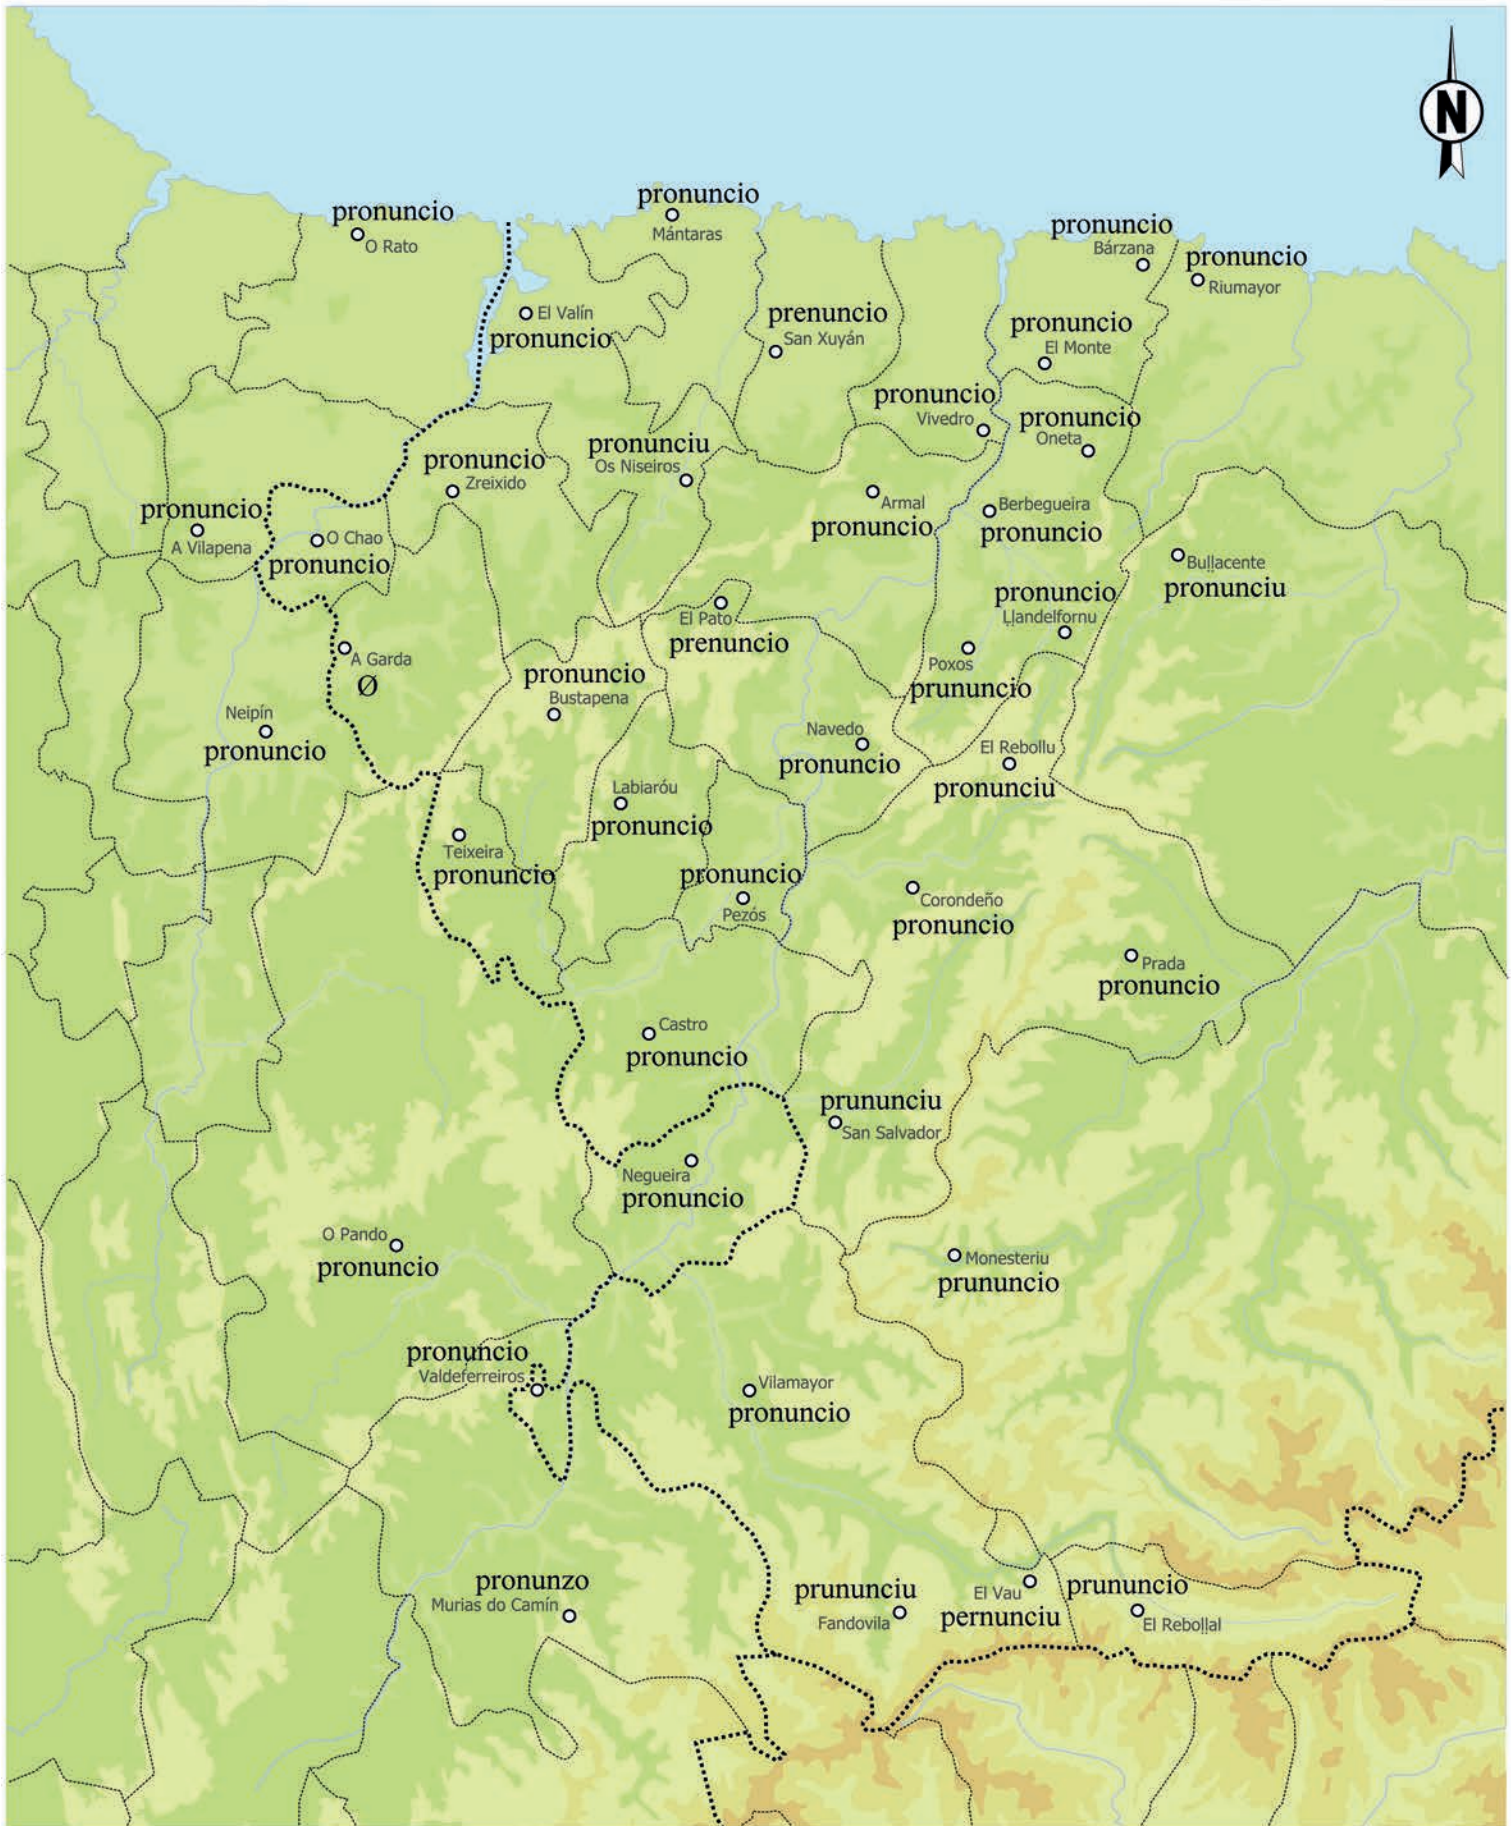 N
pronuncio
O Rato
pronuncio
Mántaras
pronuncio
Bárzana
pronuncio
Riumayor
El Valín
pronuncio
prenuncio
San Xuyán
pronuncio
El Monte
pronuncio
Vivedro
pronuncio
Oneta
pronunciu
Os Niseiros
pronuncio
Zreixido
pronuncio
A Vilapena
O Chao
pronuncio
Armal
pronuncio
Berbegueira
pronuncio
Buḷḷacente
pronunciu
pronuncio
Ḷḷandelfornu
El Pato
prenuncio
A Garda
Ø
Poxos
prununcio
pronuncio
Bustapena
Neipín
pronuncio
Navedo
pronuncio
El Rebollu
pronunciu
Labiaróu
pronuncio
Teixeira
pronuncio
pronuncio
Pezós
Corondeño
pronuncio
Prada
pronuncio
Castro
pronuncio
prununciu
San Salvador
Negueira
pronuncio
O Pando
pronuncio
Monesteriu
prununcio
pronuncio
Valdeferreiros
Vilamayor
pronuncio
pronunzo
Murias do Camín
prununciu
Fandovila
El Vau
pernunciu
prununcio
El Reboḷḷal